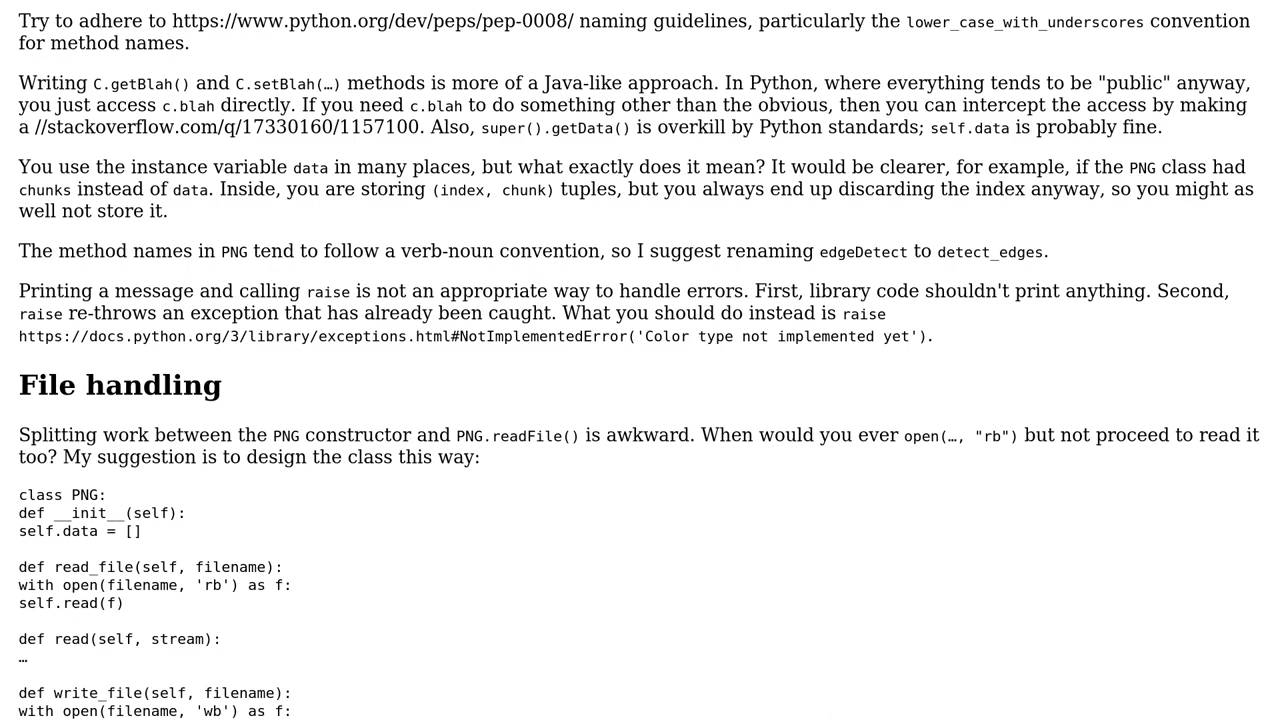 Try to adhere to https://www.python.org/dev/peps/pep-0008/ naming guidelines, particularly the lower_case_with_underscores convention
for method names.
Writing C.getBlah() and C.setBlah(…) methods is more of a Java-like approach. In Python, where everything tends to be "public" anyway,
you just access c.blah directly. If you need c.blah to do something other than the obvious, then you can intercept the access by making
a //stackoverflow.com/q/17330160/1157100. Also, super().getData() is overkill by Python standards; self.data is probably fine.
You use the instance variable data in many places, but what exactly does it mean? It would be clearer, for example, if the PNG class had
chunks instead of data. Inside, you are storing (index, chunk) tuples, but you always end up discarding the index anyway, so you might as
well not store it.
The method names in PNG tend to follow a verb-noun convention, so I suggest renaming edgeDetect to detect_edges.
Printing a message and calling raise is not an appropriate way to handle errors. First, library code shouldn't print anything. Second,
raise re-throws an exception that has already been caught. What you should do instead is raise
https://docs.python.org/3/library/exceptions.html#NotImplementedError('Color type not implemented yet').
File handling
Splitting work between the PNG constructor and PNG.readFile() is awkward. When would you ever open(…, "rb") but not proceed to read it
too? My suggestion is to design the class this way:
class PNG:
def __init__(self):
self.data = []
def read_file(self, filename):
with open(filename, 'rb') as f:
self.read(f)
def read(self, stream):
…
def write_file(self, filename):
with open(filename, 'wb') as f: